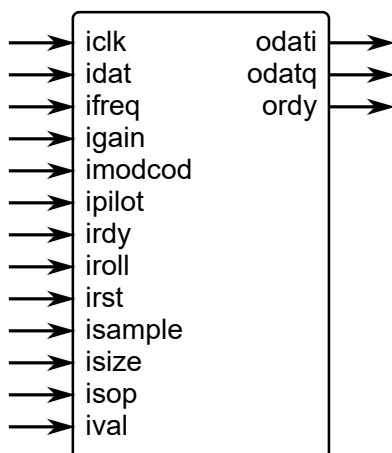 iclk odati
idat odatq
ifreq ordy
igain
imodcod
ipilot
irdy
iroll
irst
isample
isize
isop
ival